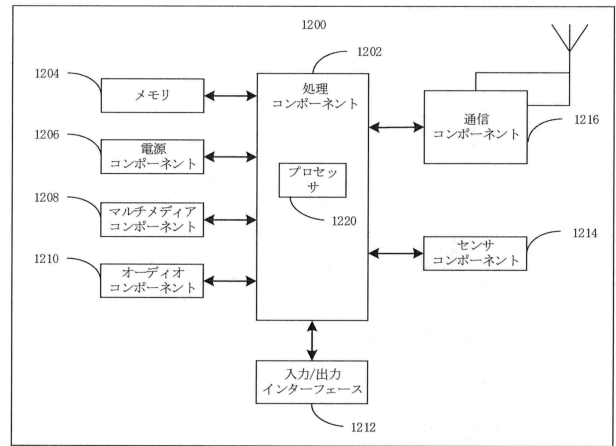 1200
1202
処理
コンポーネント
プロセッ
サ
1220
1204
メモリ
1206
電源
コンポーネント
1208
マルチメディア
コンポーネント
1210
オーディオ
コンポーネント
通信
コンポーネント
1216
センサ
コンポーネント
1214
入力/出力
インターフェース
1212